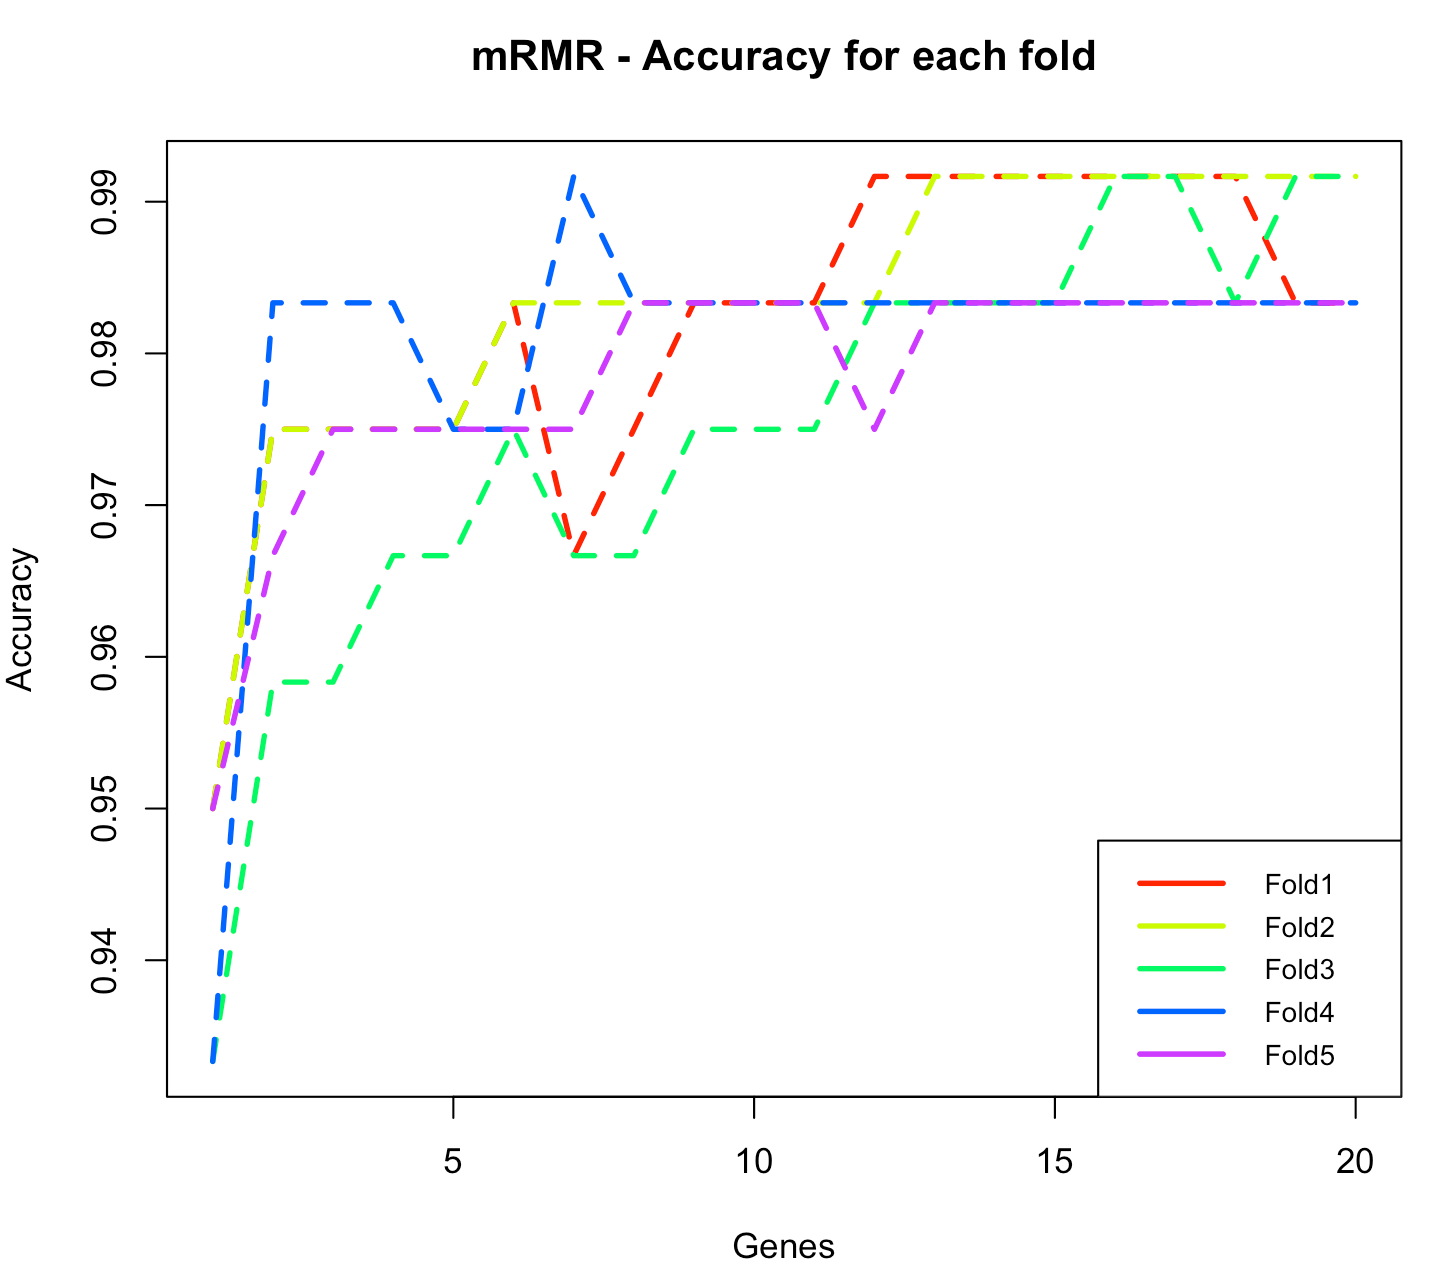 mRMR - Accuracy for each fold
0.99
0.98
0.97
0.96
0.95
0.94
Accuracy
5
10
15
20
Genes
Fold1
Fold2
Fold3
Fold4
Fold5